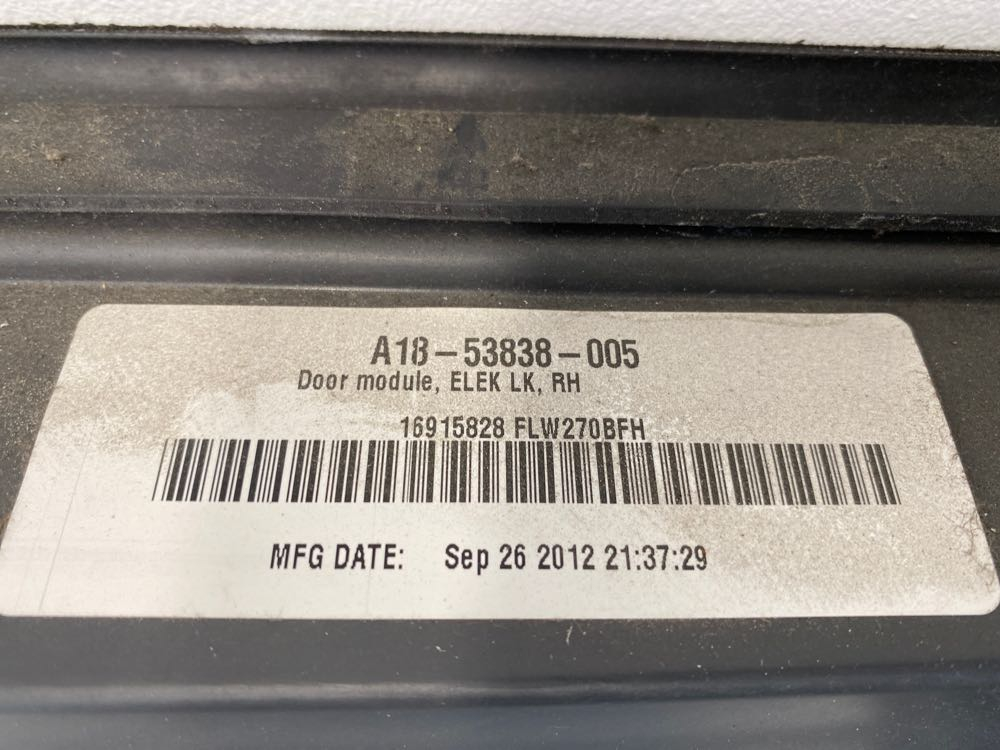 A18-53838-005
Door module, ELEK LK, RH
16915828 FLW270BFH
MFG DATE: Sep 26 2012 21:37:29